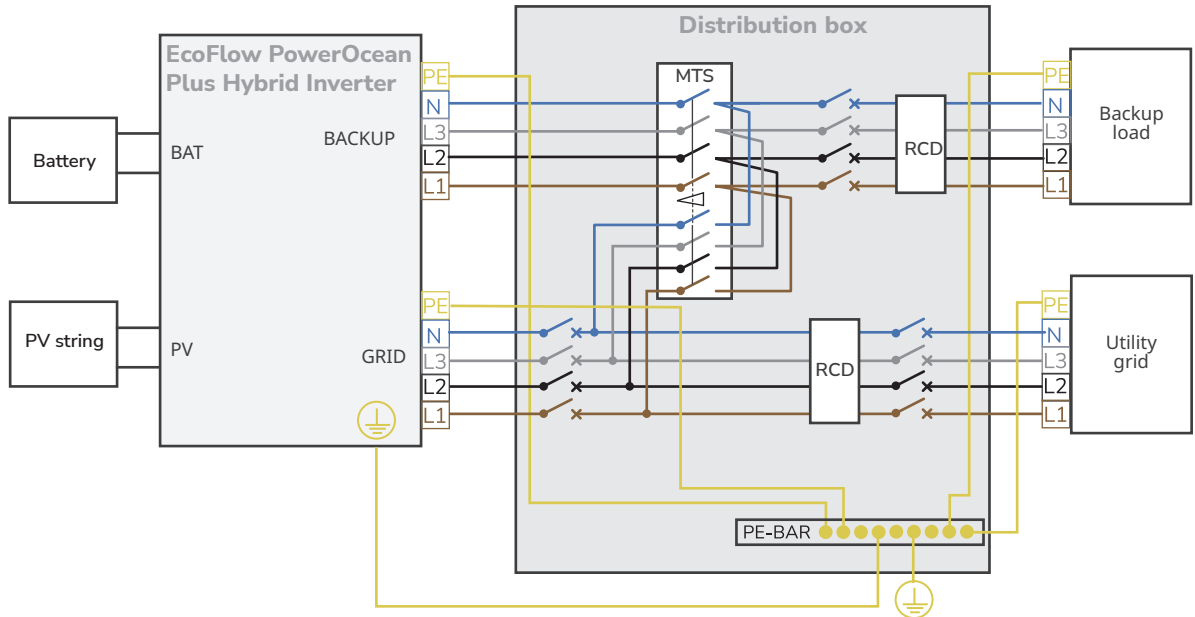 Distribution box
EcoFlow PowerOcean
Plus Hybrid Inverter
MTS
PE
N
L3
L2
L1
BACKUP
BAT
Battery
RCD
PE
N
L3
L2
L1
Backup
load
PV string
PV
GRID
PE
N
L3
L2
L1
RCD
PE
N
L3
L2
L1
Utility
grid
PE-BAR